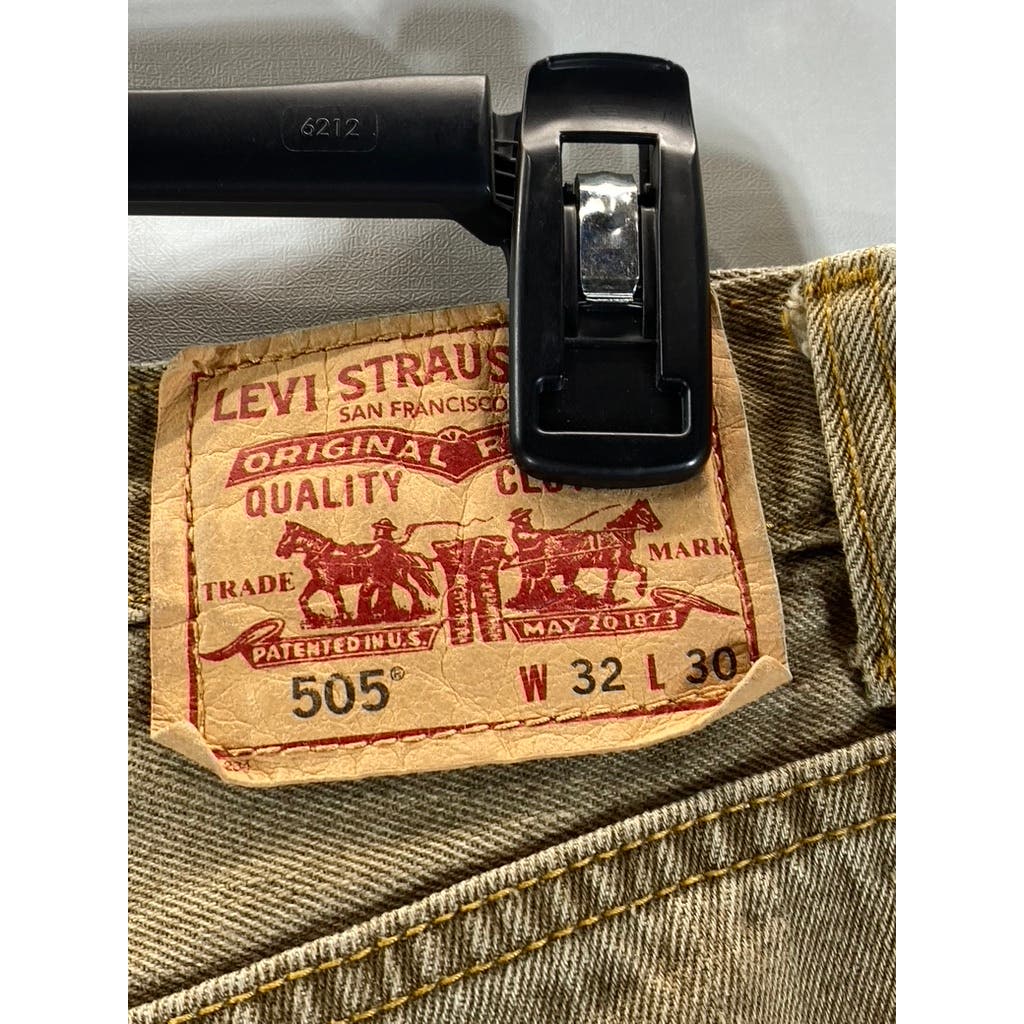 6212
LEVI STRAUS
SAN FRANCISCO
ORIGINAL
QUALITY
TRADE MARK
PATENTED IN U.S. MAY 20 1873
505® W 32 L 30